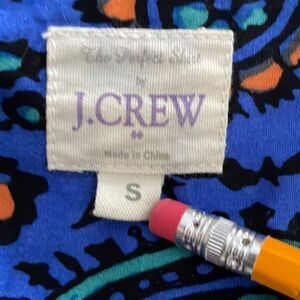 The Perfect Shirt
by
J.CREW
Made in China
S